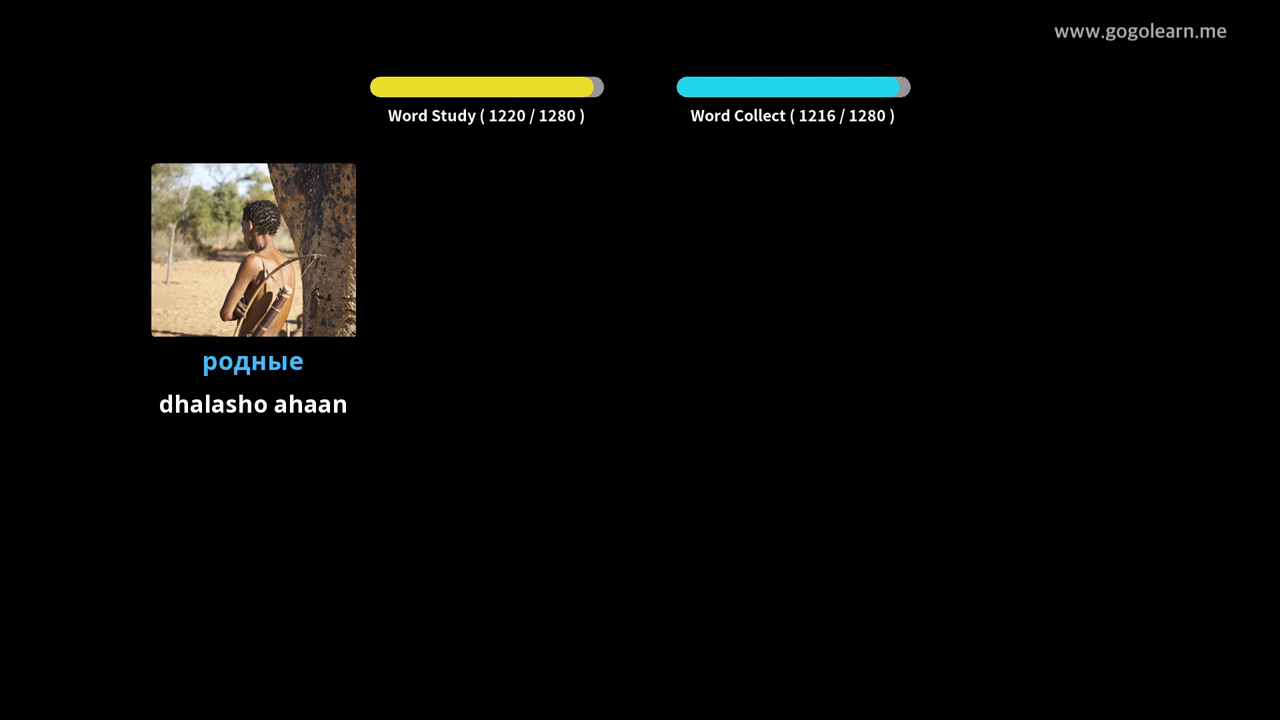 www.gogolearn.me
Word Study ( 1220 / 1280 )
Word Collect ( 1216 / 1280 )
родные
dhalasho ahaan